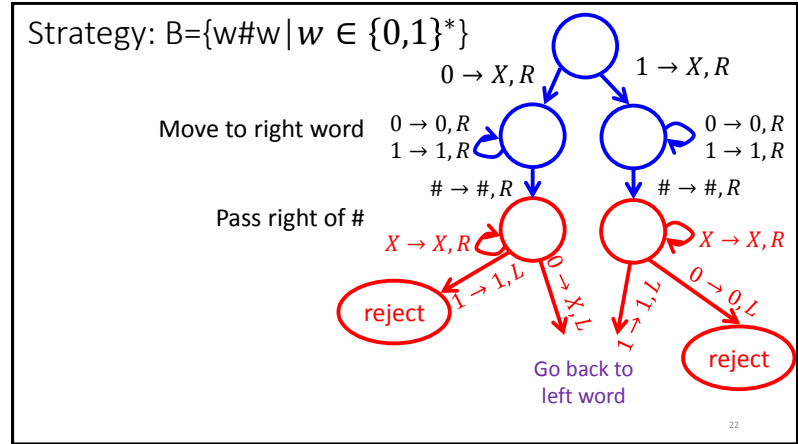 Strategy: B={w#w|w ∈ {0,1}*}
0 → X, R
1 → X, R
Move to right word
0 → 0, R
1 → 1, R
0 → 0, R
1 → 1, R
# → #, R
# → #, R
Pass right of #
X → X, R
X → X, R
1 → 1, L
0 → X, L
1 → 1, L
0 → 0, L
reject
reject
Go back to
left word
22